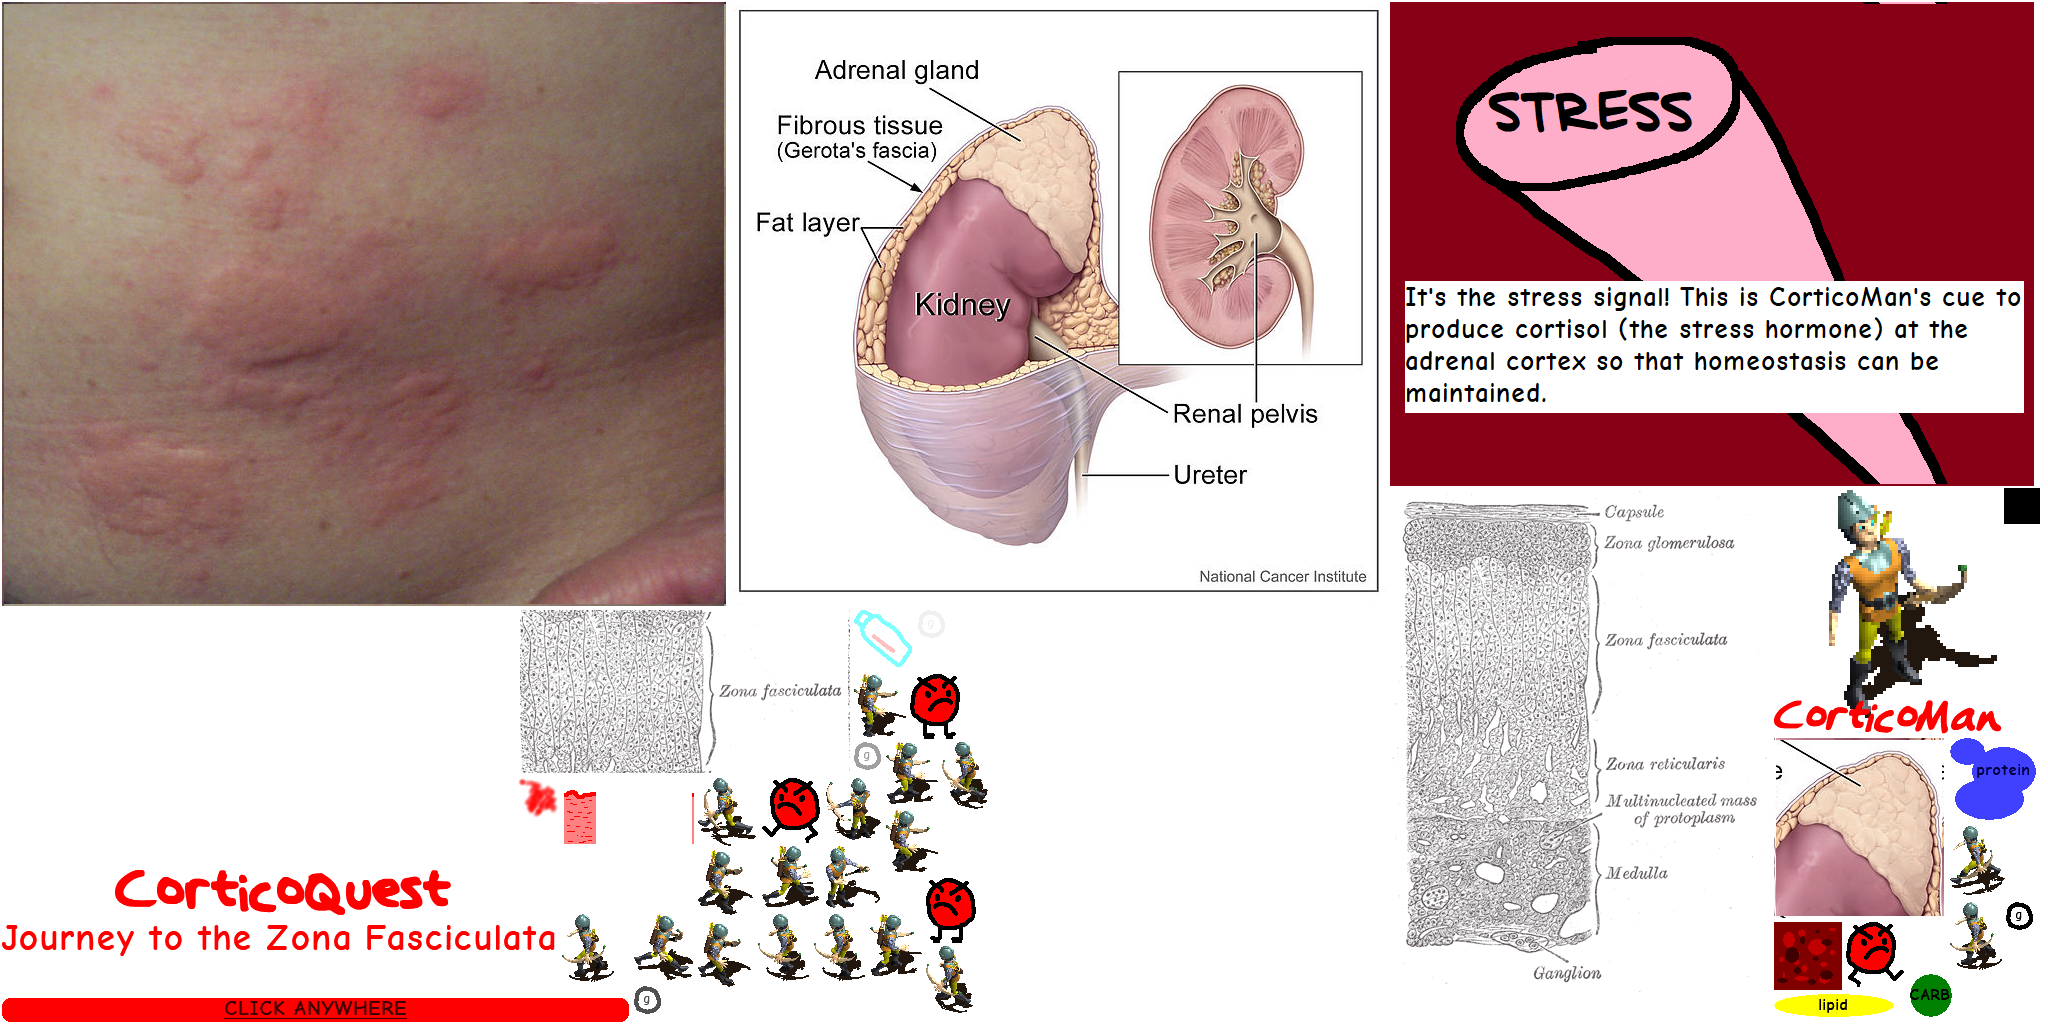 Adrenal gland
Fibrous tissue
(Gerota's fascia)
Fat layer
Kidney
Renal pelvis
Ureter
National Cancer Institute
STRESS
It's the stress signal! This is CorticoMan's cue to
produce cortisol (the stress hormone) at the
adrenal cortex so that homeostasis can be
maintained.
Capsule
Zona glomerulosa
Zona fasciculata
Zona reticularis
Multinucleated mass
of protoplasm
Medulla
Ganglion
CorticoMan
e
protein
g
CARB
lipid
Zona fasciculata
g
g
CorticoQuest
Journey to the Zona Fasciculata
CLICK ANYWHERE
g